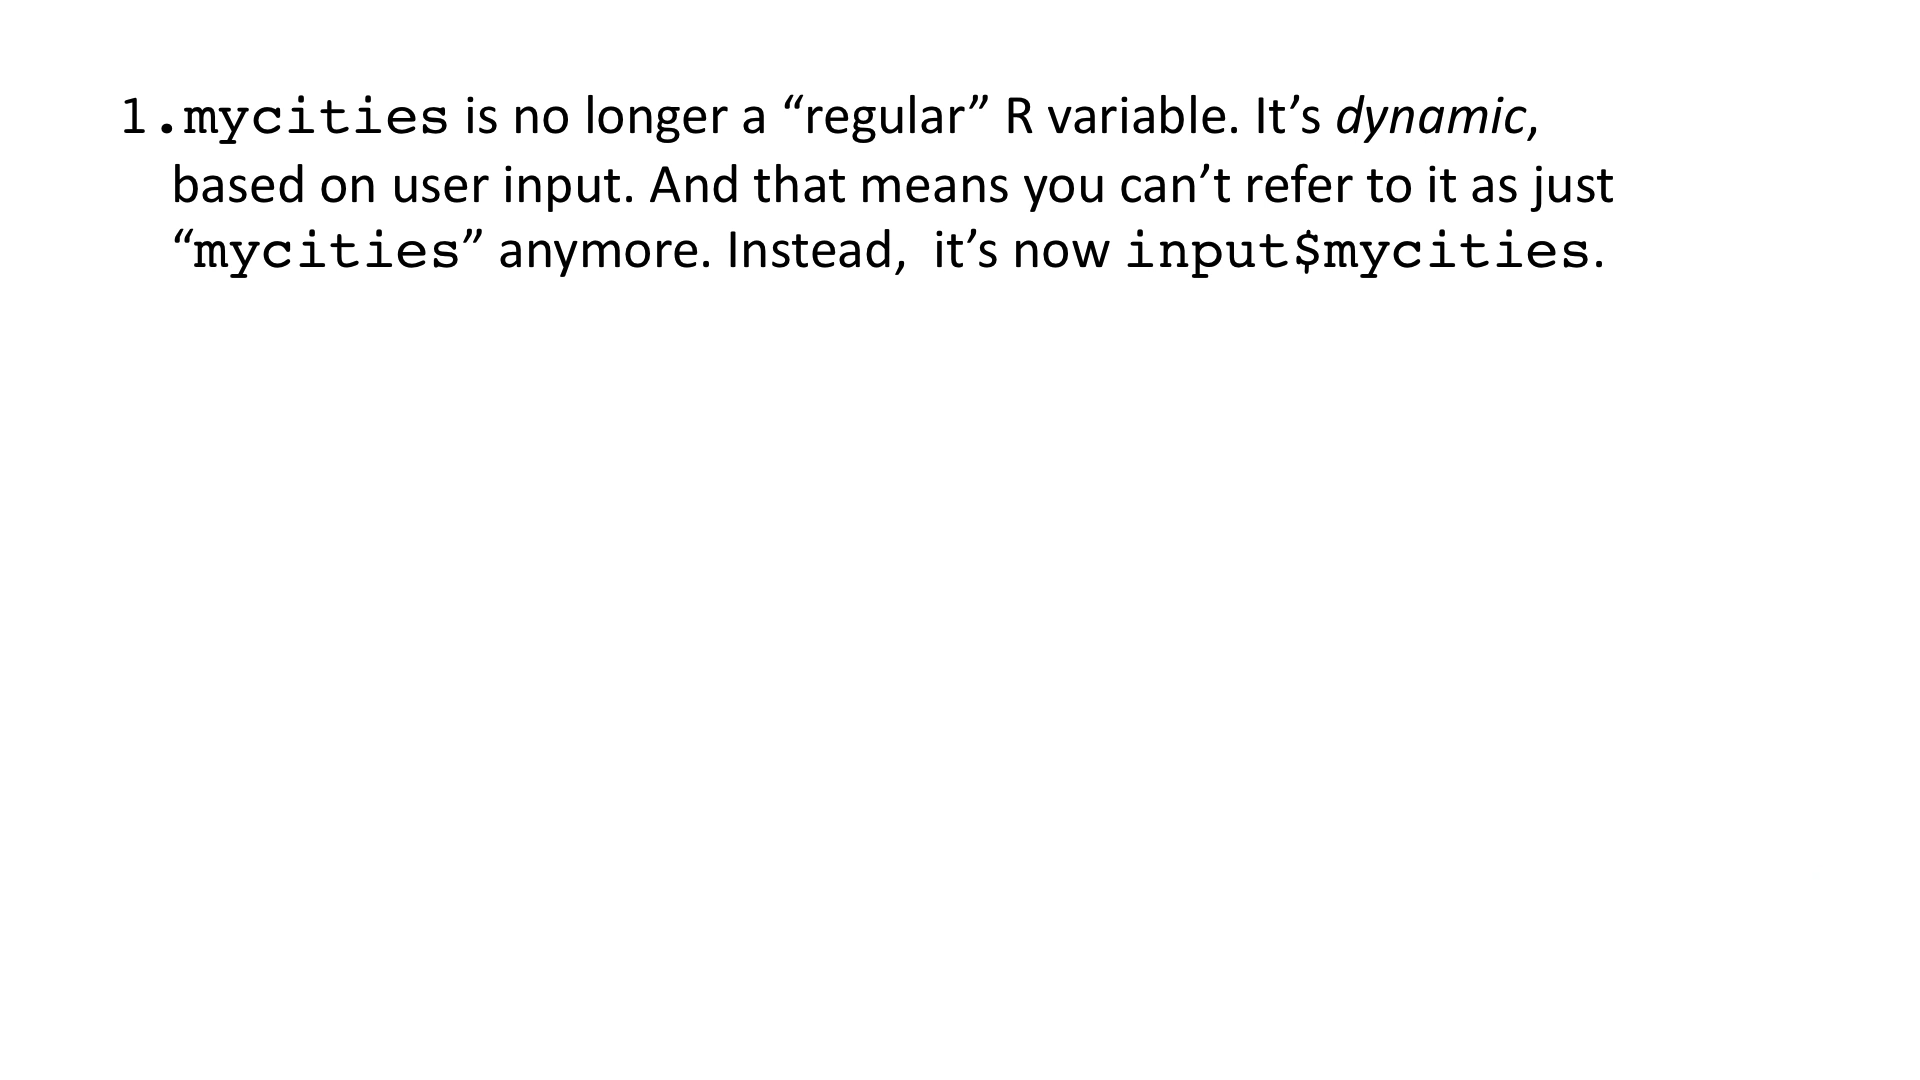 1.mycities is no longer a “regular” R variable. It’s dynamic,
based on user input. And that means you can’t refer to it as just
“mycities” anymore. Instead,  it’s now input$mycities.